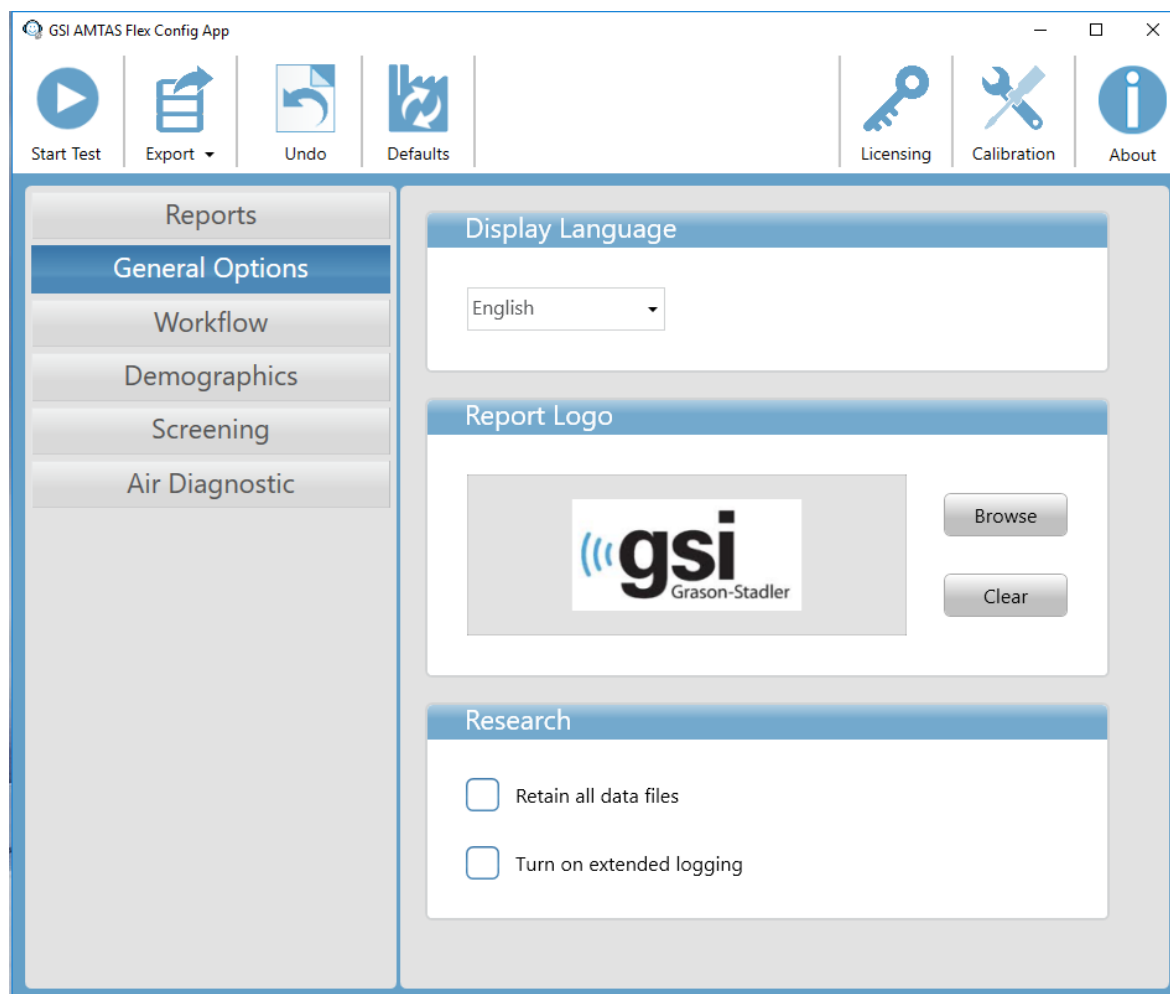 GSI AMTAS Flex Config App
Start Test
Export
Undo
Defaults
Licensing
Calibration
About
Reports
General Options
Workflow
Demographics
Screening
Air Diagnostic
Display Language
English
Report Logo
gsi
Grason-Stadler
Browse
Clear
Research
Retain all data files
Turn on extended logging